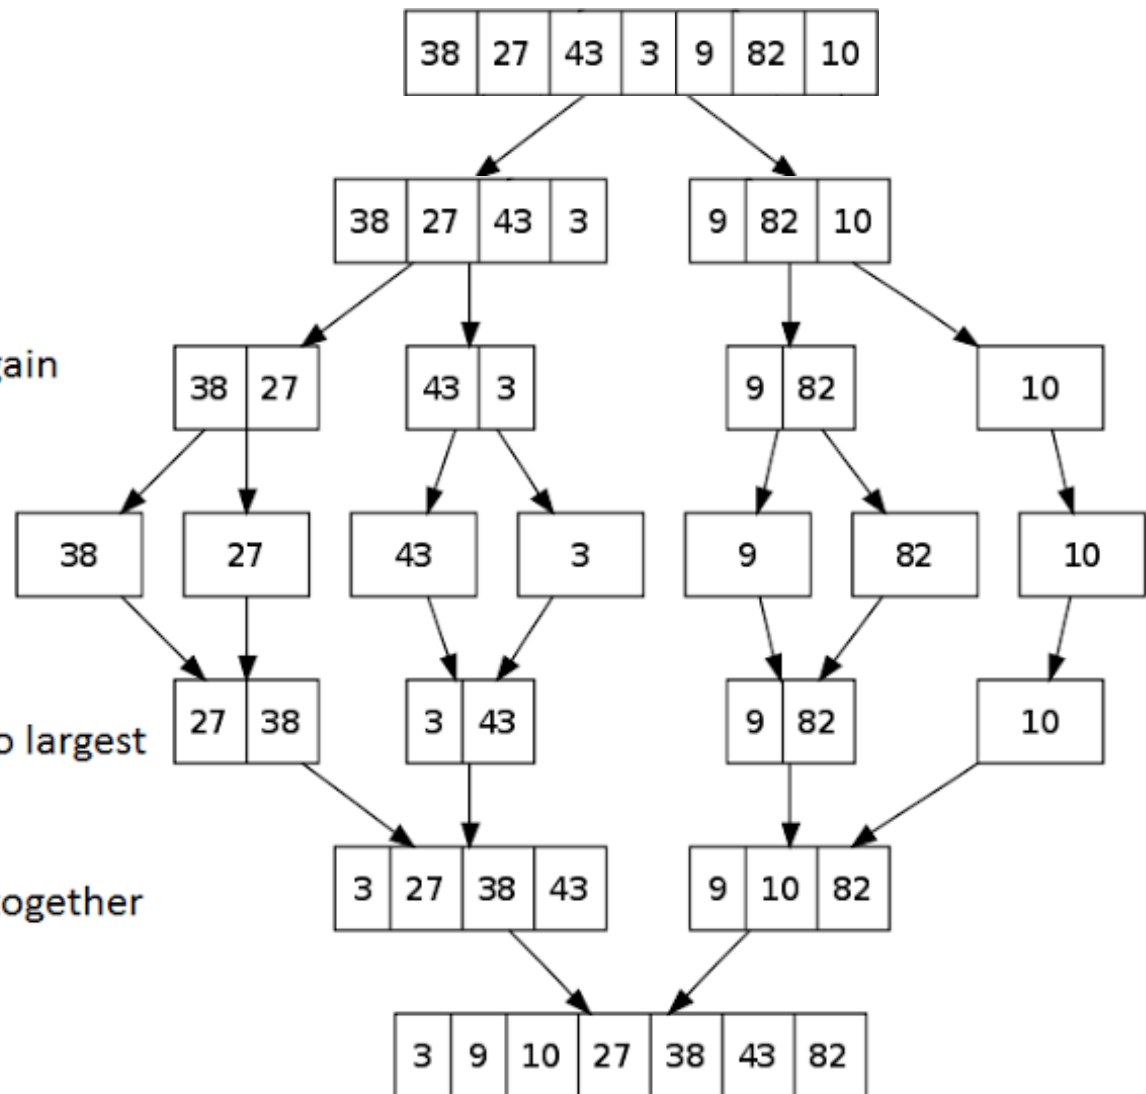 38 27 43 3 9 82 10
38 27 43 3 9 82 10
gain 38 27 43 3 9 82 10
38 27 43 3 9 82 10
27 38 3 43 9 82 10
o largest
3 27 38 43 9 10 82
ogether
3 9 10 27 38 43 82